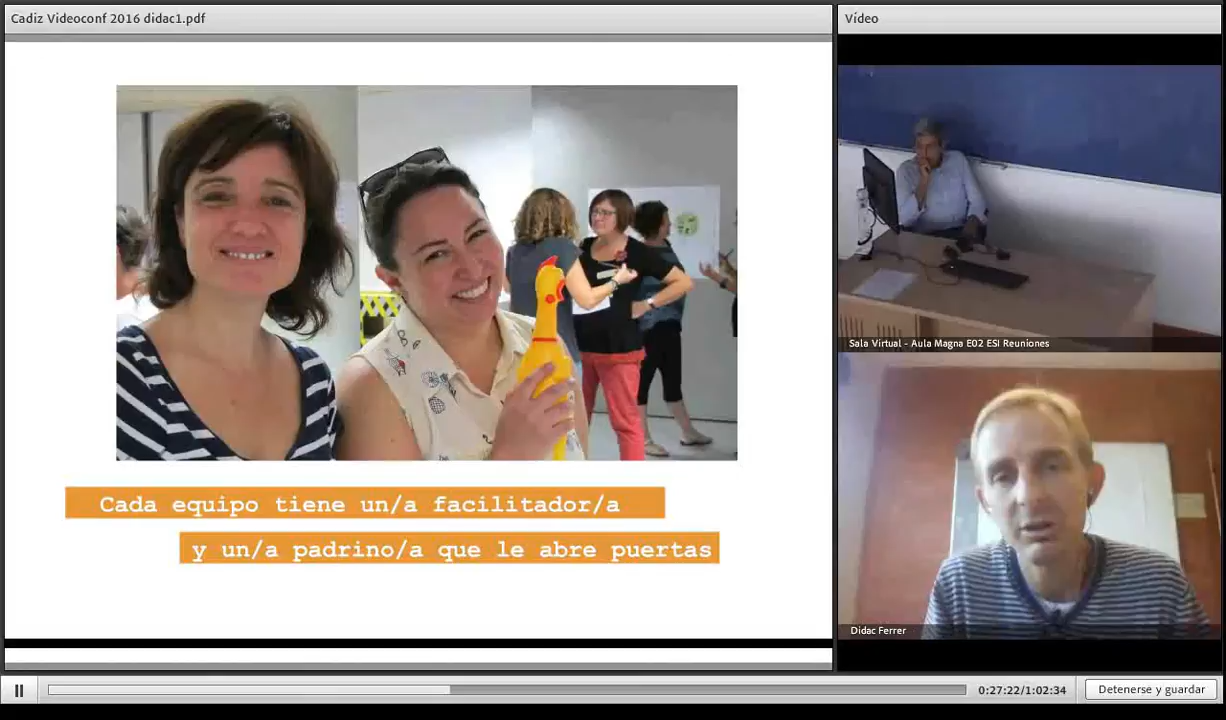 Cadiz Videoconf 2016 didac1.pdf
Cada equipo tiene un/a facilitador/a
y un/a padrino/a que le abre puertas
Vídeo
Sala Virtual - Aula Magna E02 ESI Reuniones
Didac Ferrer
0:27:22/1:02:34
Detenerse y guardar